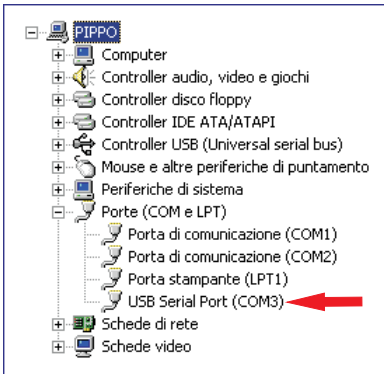 PIPPO
Computer
Controller audio, video e giochi
Controller disco floppy
Controller IDE ATA/ATAPI
Controller USB (Universal serial bus)
Mouse e altre periferiche di puntamento
Periferiche di sistema
Porte (COM e LPT)
Porta di comunicazione (COM1)
Porta di comunicazione (COM2)
Porta stampante (LPT1)
USB Serial Port (COM3)
Schede di rete
Schede video